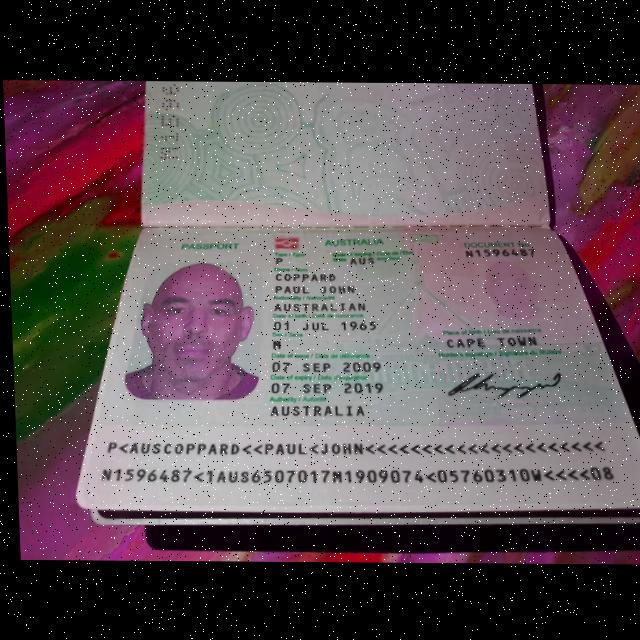 PASSPORT
AUSTRALIA
DOCUMENT No.
P
AUS
N1596487
COPPARD
PAUL JOHN
AUSTRALIAN
01 JUL 1965
M
CAPE TOWN
07 SEP 2009
07 SEP 2019
AUSTRALIA
P<AUSCOPPARD<<PAUL<JOHN<<<<<<<<<<<<<<<<<<<<<
N1596487<1AUS6507017M1909074<05760310W<<<<08